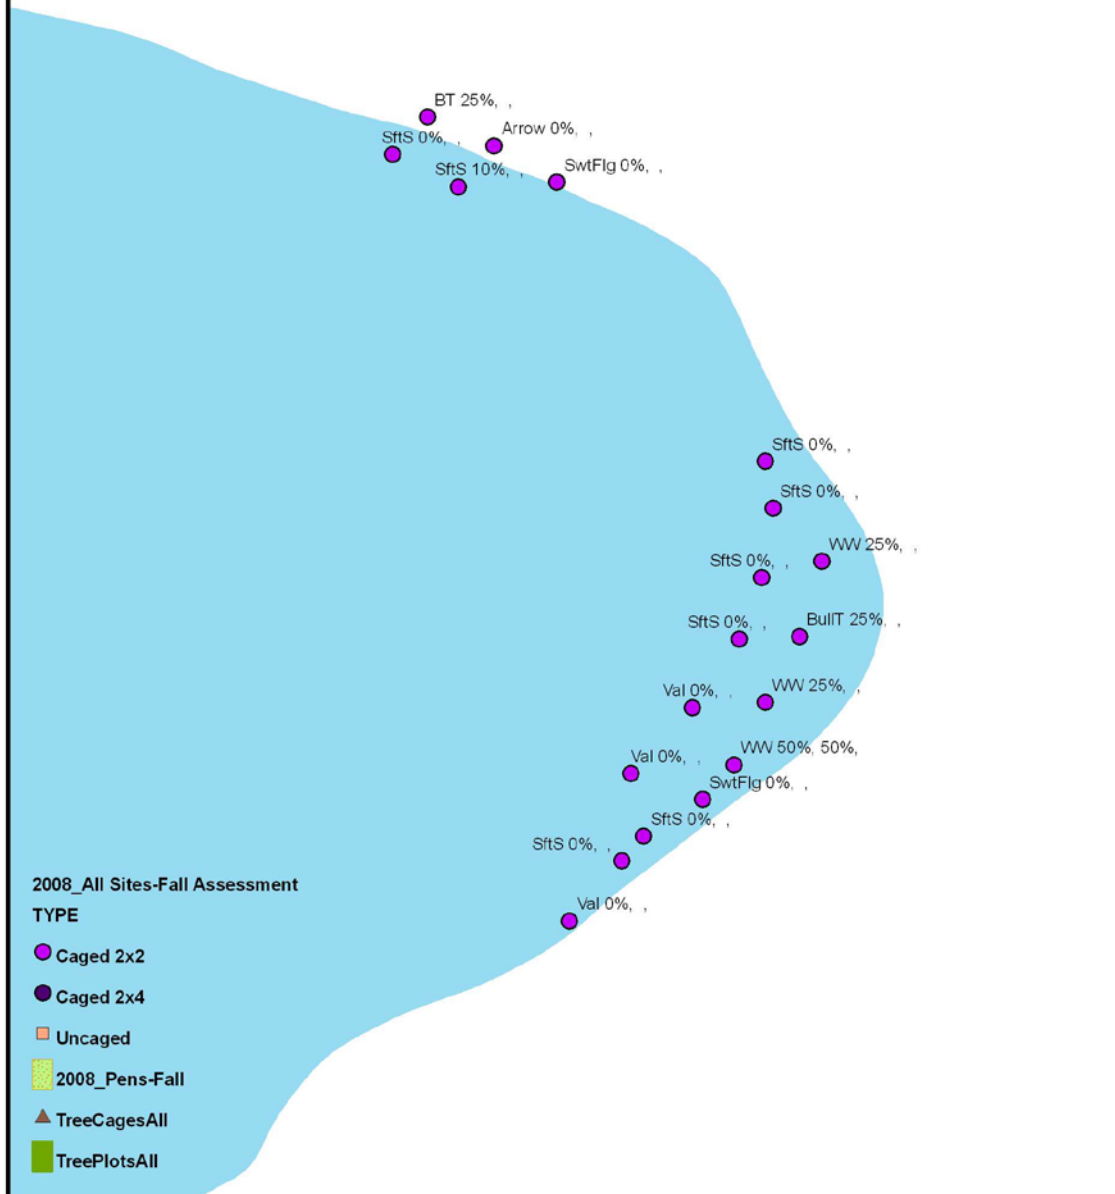 BT 25%, ,
Arrow 0%, ,
SftS 0%, ,
SftS 10%, ,
SwtFlg 0%, ,
SftS 0%, ,
SftS 0%, ,
WW 25%, ,
SftS 0%, ,
BullT 25%, ,
SftS 0%, ,
WW 25%, ,
Val 0%, ,
WW 50%, 50%,
Val 0%, ,
SwtFlg 0%, ,
SftS 0%, ,
SftS 0%, ,
Val 0%, ,
2008_All Sites-Fall Assessment
TYPE
Caged 2x2
Caged 2x4
Uncaged
2008_Pens-Fall
TreeCagesAll
TreePlotsAll